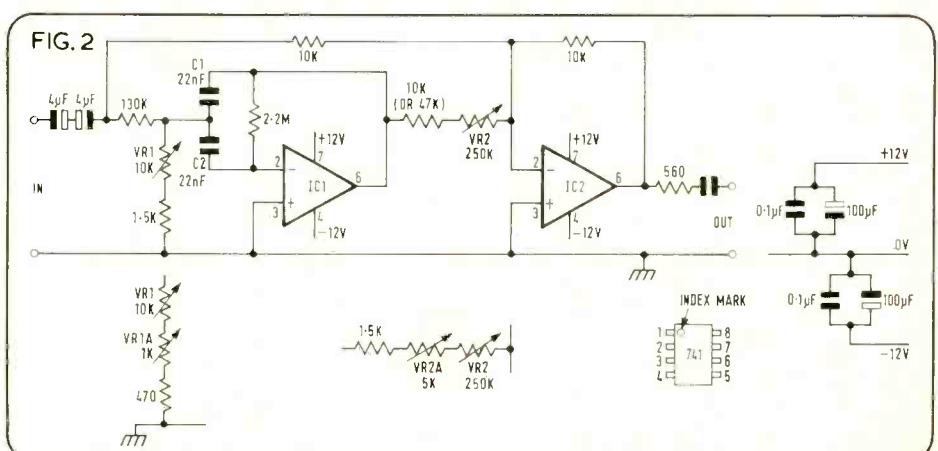 FIG. 2
10K
10K
C1
22nF
4µF 4µF
130K
2·2M
10K
(OR 47K)
VR2
250K
VR1
10K
C2
22nF
+12V
7
2
−
IC1
6
+
3
4
−12V
+12V
7
2
−
IC2
6
+
3
4
−12V
560
IN
1·5K
OUT
+12V
0·1µF
100µF
0V
0·1µF
100µF
−12V
VR1
10K
VR1A
1K
470
1·5K
VR2A
5K
VR2
250K
INDEX MARK
1
2
3
4
741
8
7
6
5